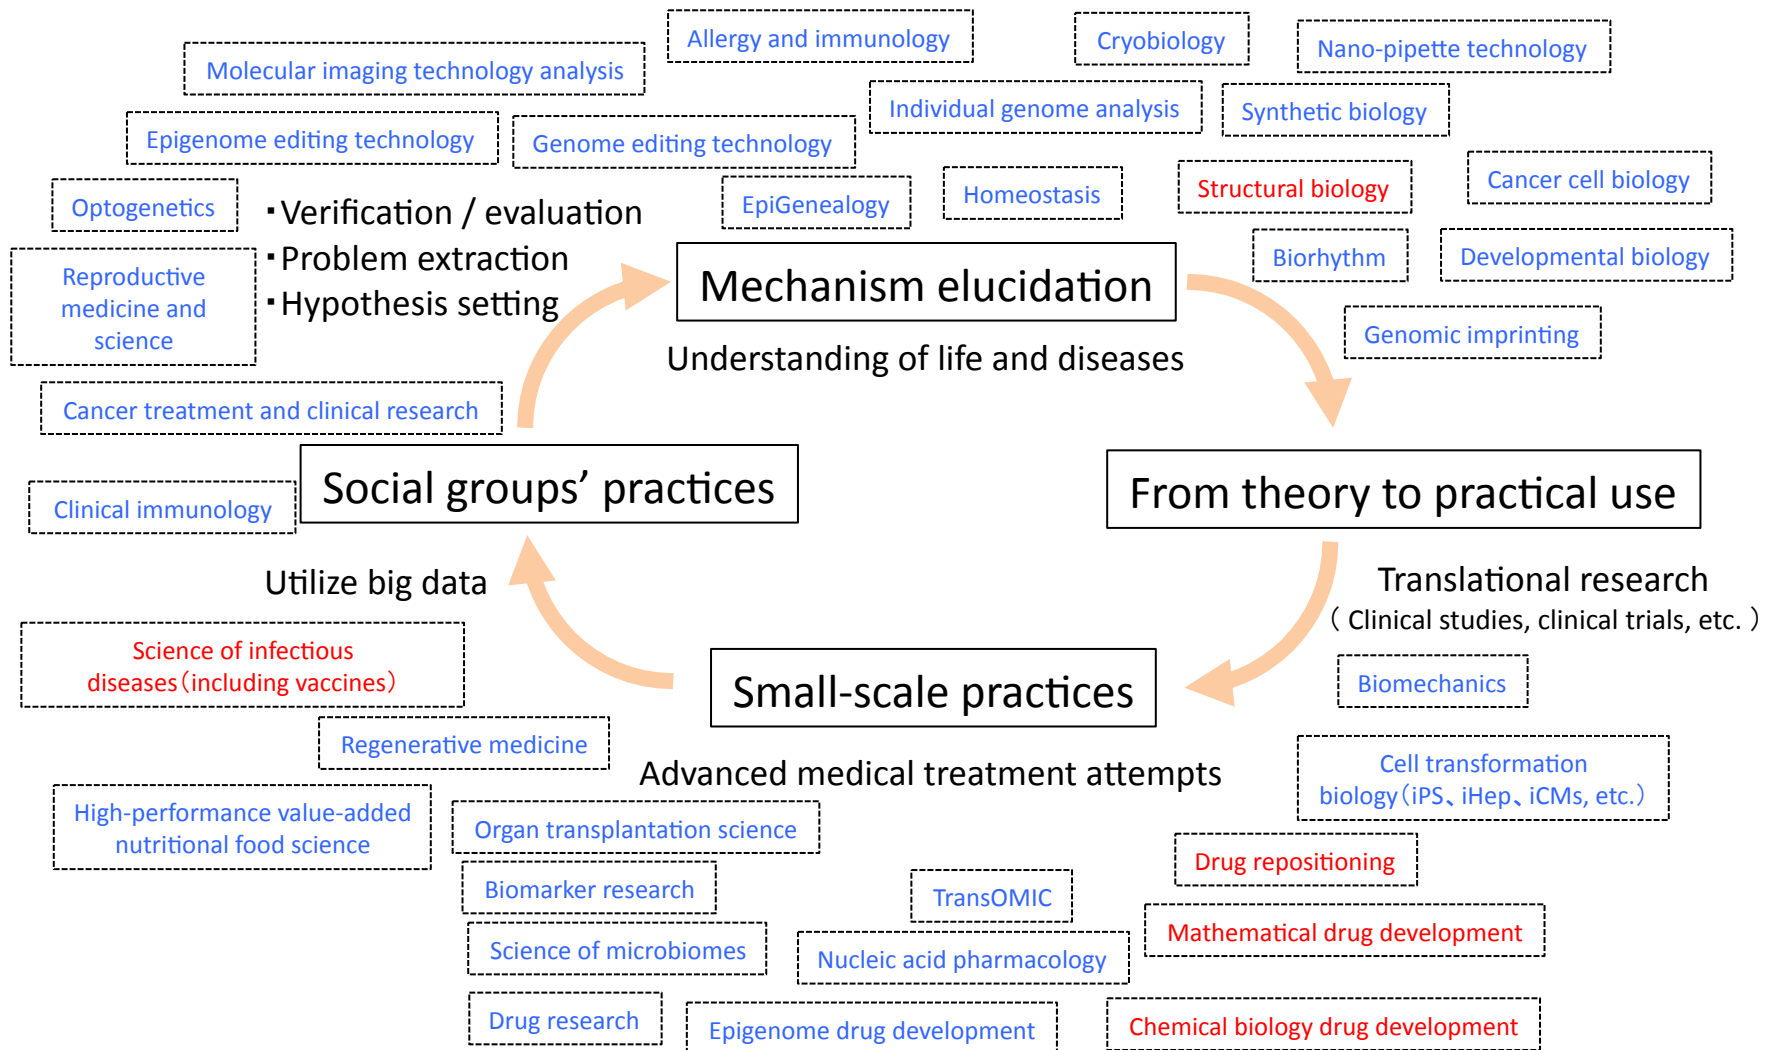 Allergy and immunology
Cryobiology
Nano-pipette technology
Molecular imaging technology analysis
Individual genome analysis
Synthetic biology
Epigenome editing technology
Genome editing technology
Optogenetics
EpiGenealogy
Homeostasis
Structural biology
Cancer cell biology
・Verification / evaluation
・Problem extraction
・Hypothesis setting
Reproductive
medicine and
science
Biorhythm
Developmental biology
Mechanism elucidation
Understanding of life and diseases
Genomic imprinting
Cancer treatment and clinical research
Social groups’ practices
From theory to practical use
Clinical immunology
Utilize big data
Translational research
（ Clinical studies, clinical trials, etc. ）
Science of infectious
diseases（including vaccines）
Small-scale practices
Biomechanics
Regenerative medicine
Advanced medical treatment attempts
Cell transformation
biology（iPS、iHep、iCMs, etc.）
High-performance value-added
nutritional food science
Organ transplantation science
Drug repositioning
Biomarker research
TransOMIC
Mathematical drug development
Science of microbiomes
Nucleic acid pharmacology
Drug research
Epigenome drug development
Chemical biology drug development